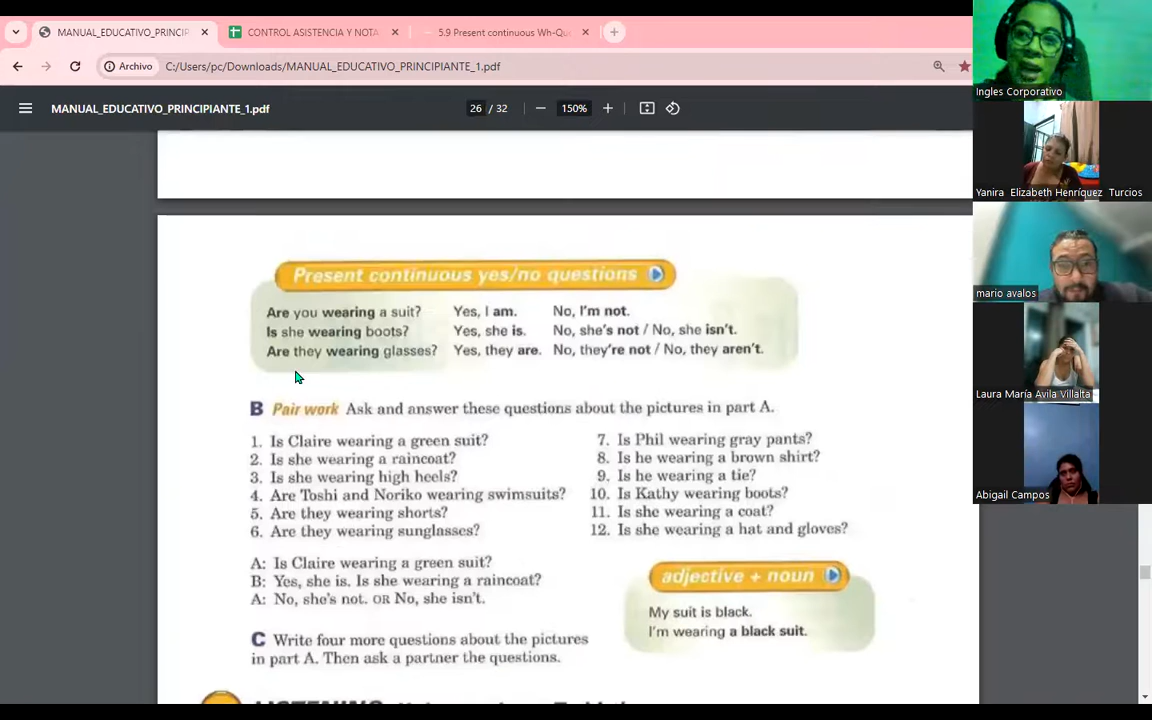 MANUAL_EDUCATIVO_PRINCIP
CONTROL ASISTENCIA Y NOTA
5.9 Present continuous Wh-Qu
Archivo
C:/Users/pc/Downloads/MANUAL_EDUCATIVO_PRINCIPIANTE_1.pdf
MANUAL_EDUCATIVO_PRINCIPIANTE_1.pdf
26 / 32
150%
Present continuous yes/no questions
Are you wearing a suit? Yes, I am. No, I'm not.
Is she wearing boots? Yes, she is. No, she's not / No, she isn't.
Are they wearing glasses? Yes, they are. No, they're not / No, they aren't.
B Pair work Ask and answer these questions about the pictures in part A.
1. Is Claire wearing a green suit?
2. Is she wearing a raincoat?
3. Is she wearing high heels?
4. Are Toshi and Noriko wearing swimsuits?
5. Are they wearing shorts?
6. Are they wearing sunglasses?
7. Is Phil wearing gray pants?
8. Is he wearing a brown shirt?
9. Is he wearing a tie?
10. Is Kathy wearing boots?
11. Is she wearing a coat?
12. Is she wearing a hat and gloves?
A: Is Claire wearing a green suit?
B: Yes, she is. Is she wearing a raincoat?
A: No, she's not. OR No, she isn't.
adjective + noun
My suit is black.
I'm wearing a black suit.
C Write four more questions about the pictures
in part A. Then ask a partner the questions.
Ingles Corporativo
Yanira Elizabeth Henríquez Turcios
mario avalos
Laura María Avila Villalta
Abigail Campos